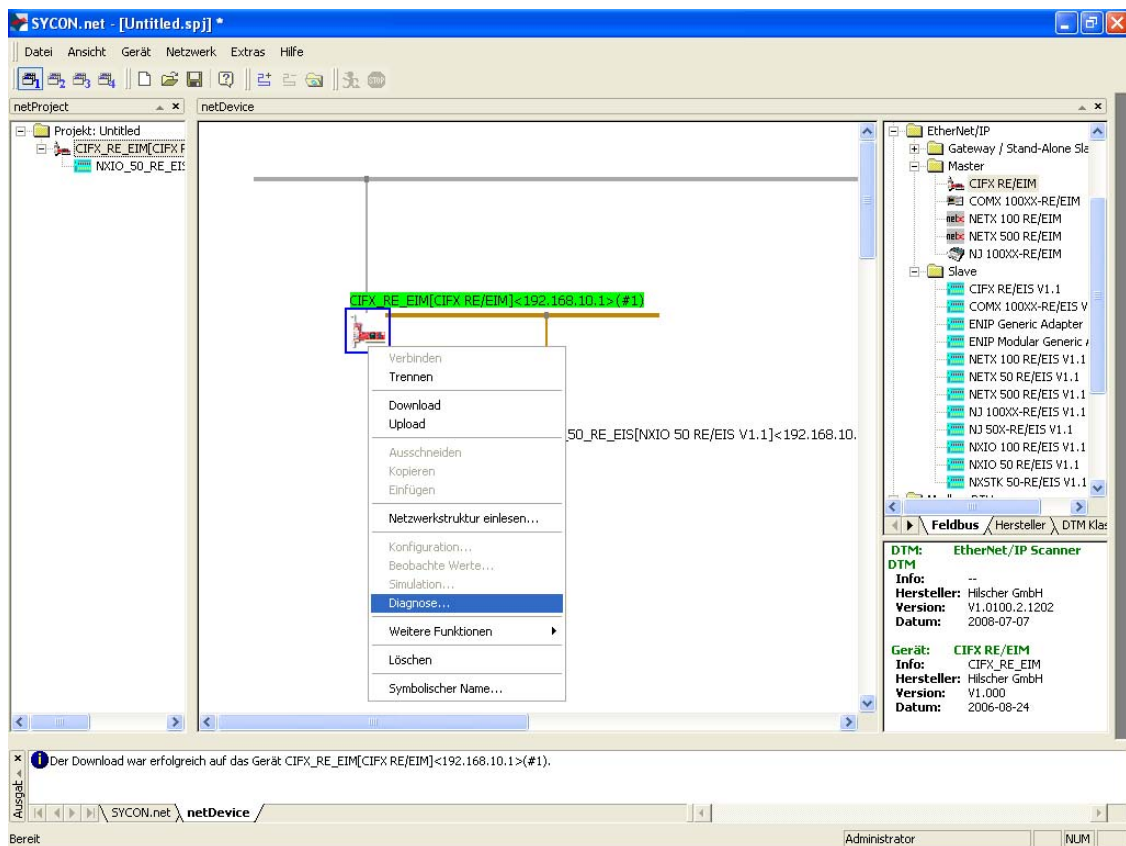 SYCON.net - [Untitled.spj] *
Datei Ansicht Gerät Netzwerk Extras Hilfe
netProject
netDevice
Projekt: Untitled
CIFX_RE_EIM[CIFX F
NXIO_50_RE_EIS
CIFX_RE_EIM[CIFX RE/EIM]<192.168.10.1>(#1)
_50_RE_EIS[NXIO 50 RE/EIS V1.1]<192.168.10.
Verbinden
Trennen
Download
Upload
Ausschneiden
Kopieren
Einfügen
Netzwerkstruktur einlesen...
Konfiguration...
Beobachte Werte...
Simulation...
Diagnose...
Weitere Funktionen
Löschen
Symbolischer Name...
EtherNet/IP
Gateway / Stand-Alone Sla
Master
CIFX RE/EIM
COMX 100XX-RE/EIM
NETX 100 RE/EIM
NETX 500 RE/EIM
NJ 100XX-RE/EIM
Slave
CIFX RE/EIS V1.1
COMX 100XX-RE/EIS V
ENIP Generic Adapter
ENIP Modular Generic A
NETX 100 RE/EIS V1.1
NETX 50 RE/EIS V1.1
NETX 500 RE/EIS V1.1
NJ 100XX-RE/EIS V1.1
NJ 50X-RE/EIS V1.1
NXIO 100 RE/EIS V1.1
NXIO 50 RE/EIS V1.1
NXSTK 50-RE/EIS V1.1
Feldbus Hersteller DTM Klas
DTM: EtherNet/IP Scanner
DTM
Info: --
Hersteller: Hilscher GmbH
Version: V1.0100.2.1202
Datum: 2008-07-07
Gerät: CIFX RE/EIM
Info: CIFX_RE_EIM
Hersteller: Hilscher GmbH
Version: V1.000
Datum: 2006-08-24
Der Download war erfolgreich auf das Gerät CIFX_RE_EIM[CIFX RE/EIM]<192.168.10.1>(#1).
Ausgab
SYCON.net netDevice
Bereit
Administrator
NUM